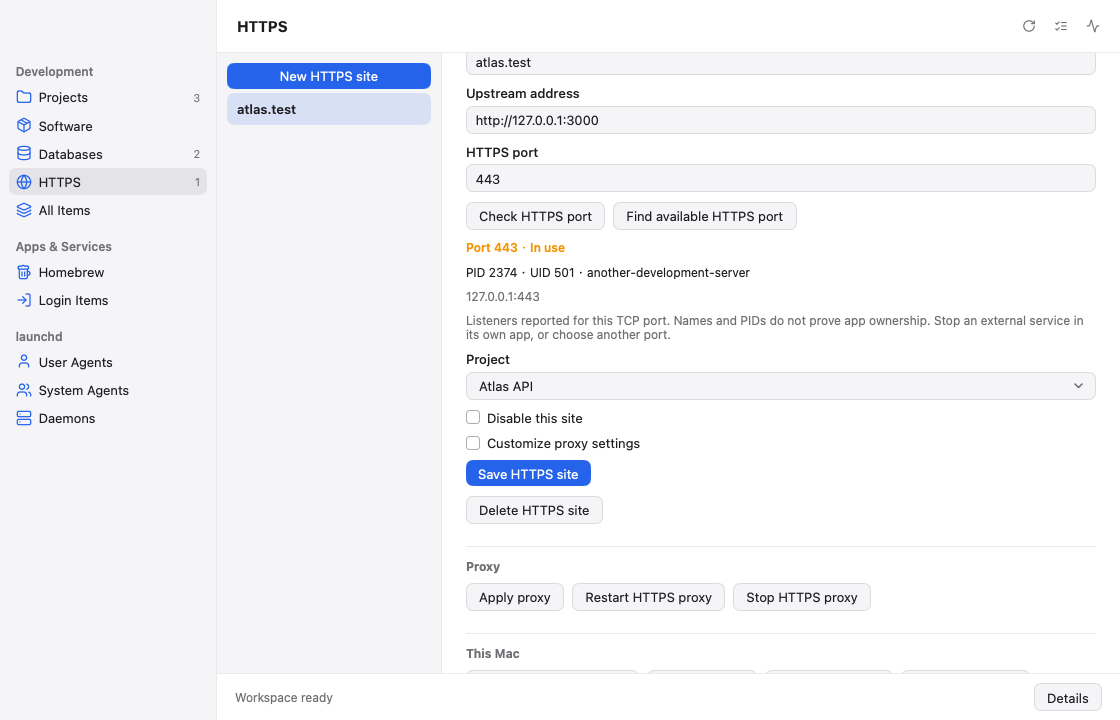 HTTPS
Development
Projects 3
Software
Databases 2
HTTPS 1
All Items
Apps & Services
Homebrew
Login Items
launchd
User Agents
System Agents
Daemons
New HTTPS site
atlas.test
atlas.test
Upstream address
http://127.0.0.1:3000
HTTPS port
443
Check HTTPS port
Find available HTTPS port
Port 443 · In use
PID 2374 · UID 501 · another-development-server
127.0.0.1:443
Listeners reported for this TCP port. Names and PIDs do not prove app ownership. Stop an external service in
its own app, or choose another port.
Project
Atlas API
Disable this site
Customize proxy settings
Save HTTPS site
Delete HTTPS site
Proxy
Apply proxy
Restart HTTPS proxy
Stop HTTPS proxy
This Mac
Workspace ready
Details